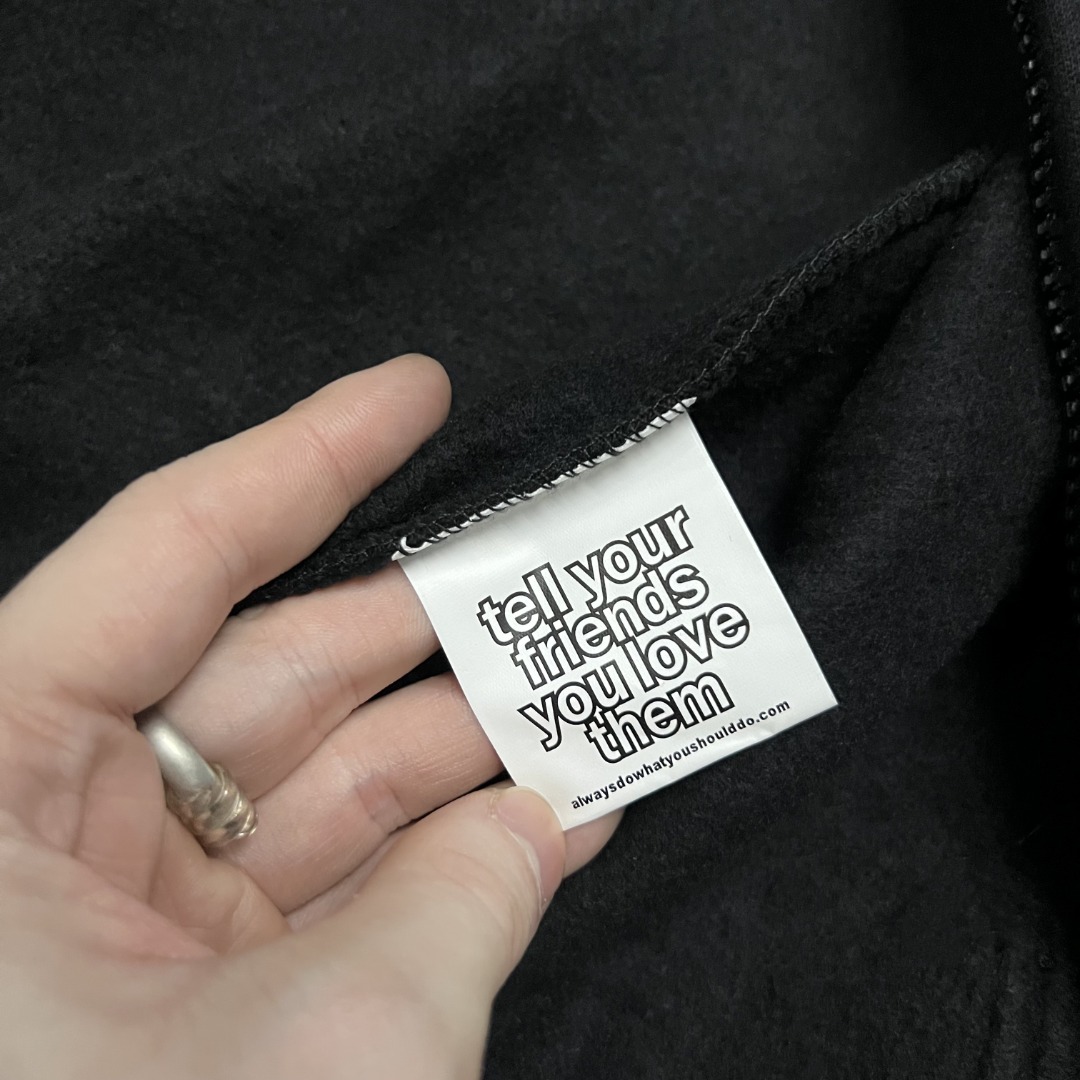 tell your
friends
you love
them
alwaysdowhatyoushoulddo.com